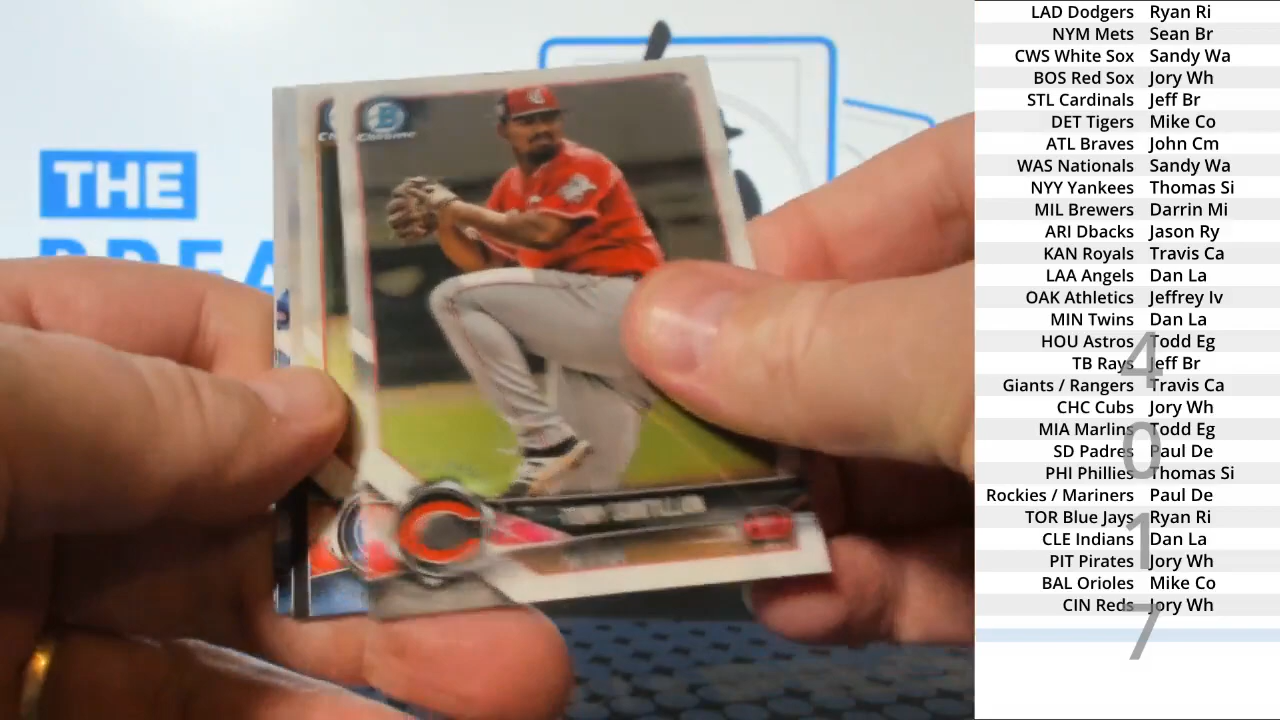 THE
BREA
B
Chrome
C
LAD Dodgers Ryan Ri
NYM Mets Sean Br
CWS White Sox Sandy Wa
BOS Red Sox Jory Wh
STL Cardinals Jeff Br
DET Tigers Mike Co
ATL Braves John Cm
WAS Nationals Sandy Wa
NYY Yankees Thomas Si
MIL Brewers Darrin Mi
ARI Dbacks Jason Ry
KAN Royals Travis Ca
LAA Angels Dan La
OAK Athletics Jeffrey Iv
MIN Twins Dan La
HOU Astros Todd Eg
TB Rays Jeff Br
Giants / Rangers Travis Ca
CHC Cubs Jory Wh
MIA Marlins Todd Eg
SD Padres Paul De
PHI Phillies Thomas Si
Rockies / Mariners Paul De
TOR Blue Jays Ryan Ri
CLE Indians Dan La
PIT Pirates Jory Wh
BAL Orioles Mike Co
CIN Reds Jory Wh
4
0
1
7